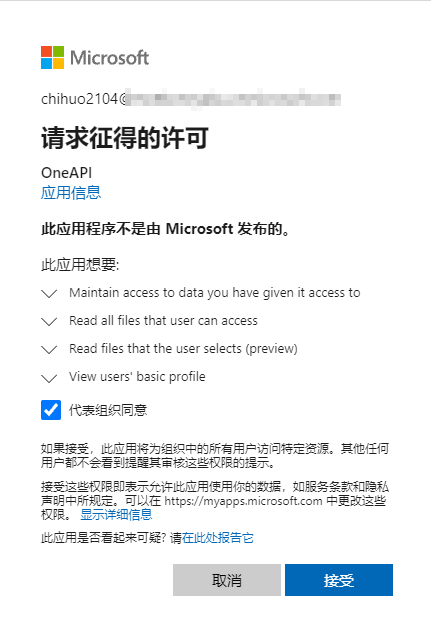 Microsoft
chihuo2104@
请求征得的许可
OneAPI
应用信息
此应用程序不是由 Microsoft 发布的。
此应用想要:
Maintain access to data you have given it access to
Read all files that user can access
Read files that the user selects (preview)
View users' basic profile
代表组织同意
如果接受，此应用将为组织中的所有用户访问特定资源。其他任何
用户都不会看到提醒其审核这些权限的提示。
接受这些权限即表示允许此应用使用你的数据，如服务条款和隐私
声明中所规定。可以在 https://myapps.microsoft.com 中更改这些
权限。 显示详细信息
此应用是否看起来可疑? 请在此处报告它
取消
接受